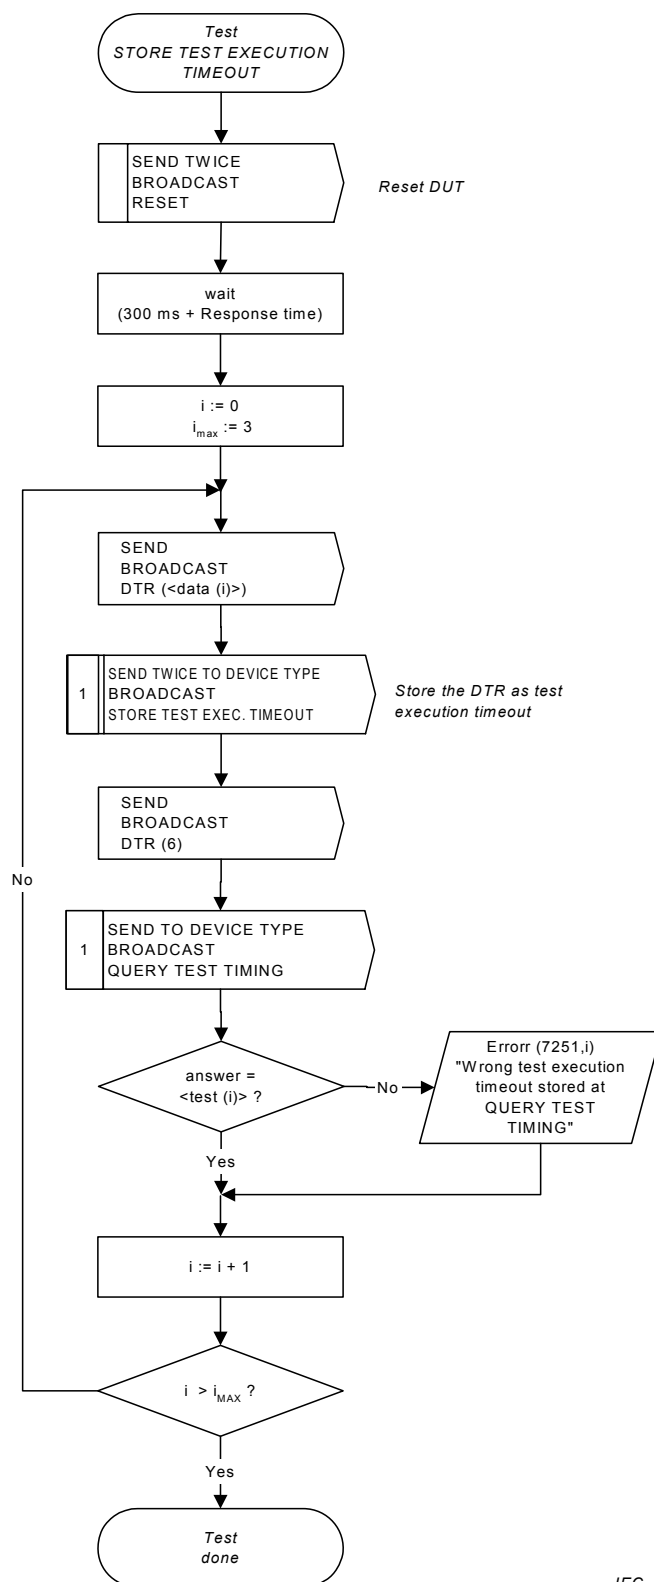 Test
STORE TEST EXECUTION
TIMEOUT
SEND TWICE
BROADCAST
RESET
Reset DUT
wait
(300 ms + Response time)
i := 0
imax := 3
SEND
BROADCAST
DTR (<data (i)>)
1
SEND TWICE TO DEVICE TYPE
BROADCAST
STORE TEST EXEC. TIMEOUT
Store the DTR as test
execution timeout
SEND
BROADCAST
DTR (6)
No
1
SEND TO DEVICE TYPE
BROADCAST
QUERY TEST TIMING
answer =
<test (i)> ?
No
Errorr (7251,i)
"Wrong test execution
timeout stored at
QUERY TEST
TIMING"
Yes
i := i + 1
i > iMAX ?
Yes
Test
done